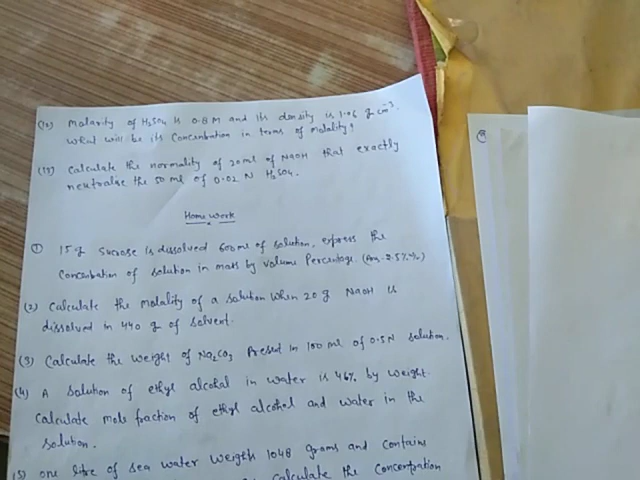 (10) Molarity of H₂SO₄ is 0.8 M and its density is 1.06 g cm⁻³.
what will be its Concentration in terms of molality?
(11) Calculate the normality of 20 ml of NaOH that exactly
neutralise the 50 ml of 0.02 N H₂SO₄.
Home Work
① 15 g sucrose is dissolved 600 ml of solution, express the
Concentration of solution in mass by volume Percentage. (Ans. 2.5%)
(2) Calculate the molality of a solution when 20 g NaOH is
dissolved in 440 g of solvent.
(3) Calculate the weight of Na₂CO₃ Present in 100 ml of 0.5 N solution.
(4) A solution of ethyl alcohol in water is 46% by weight.
Calculate mole fraction of ethyl alcohol and water in the
solution.
(5) one litre of sea water weighs 1048 grams and contains
Calculate the Concentration